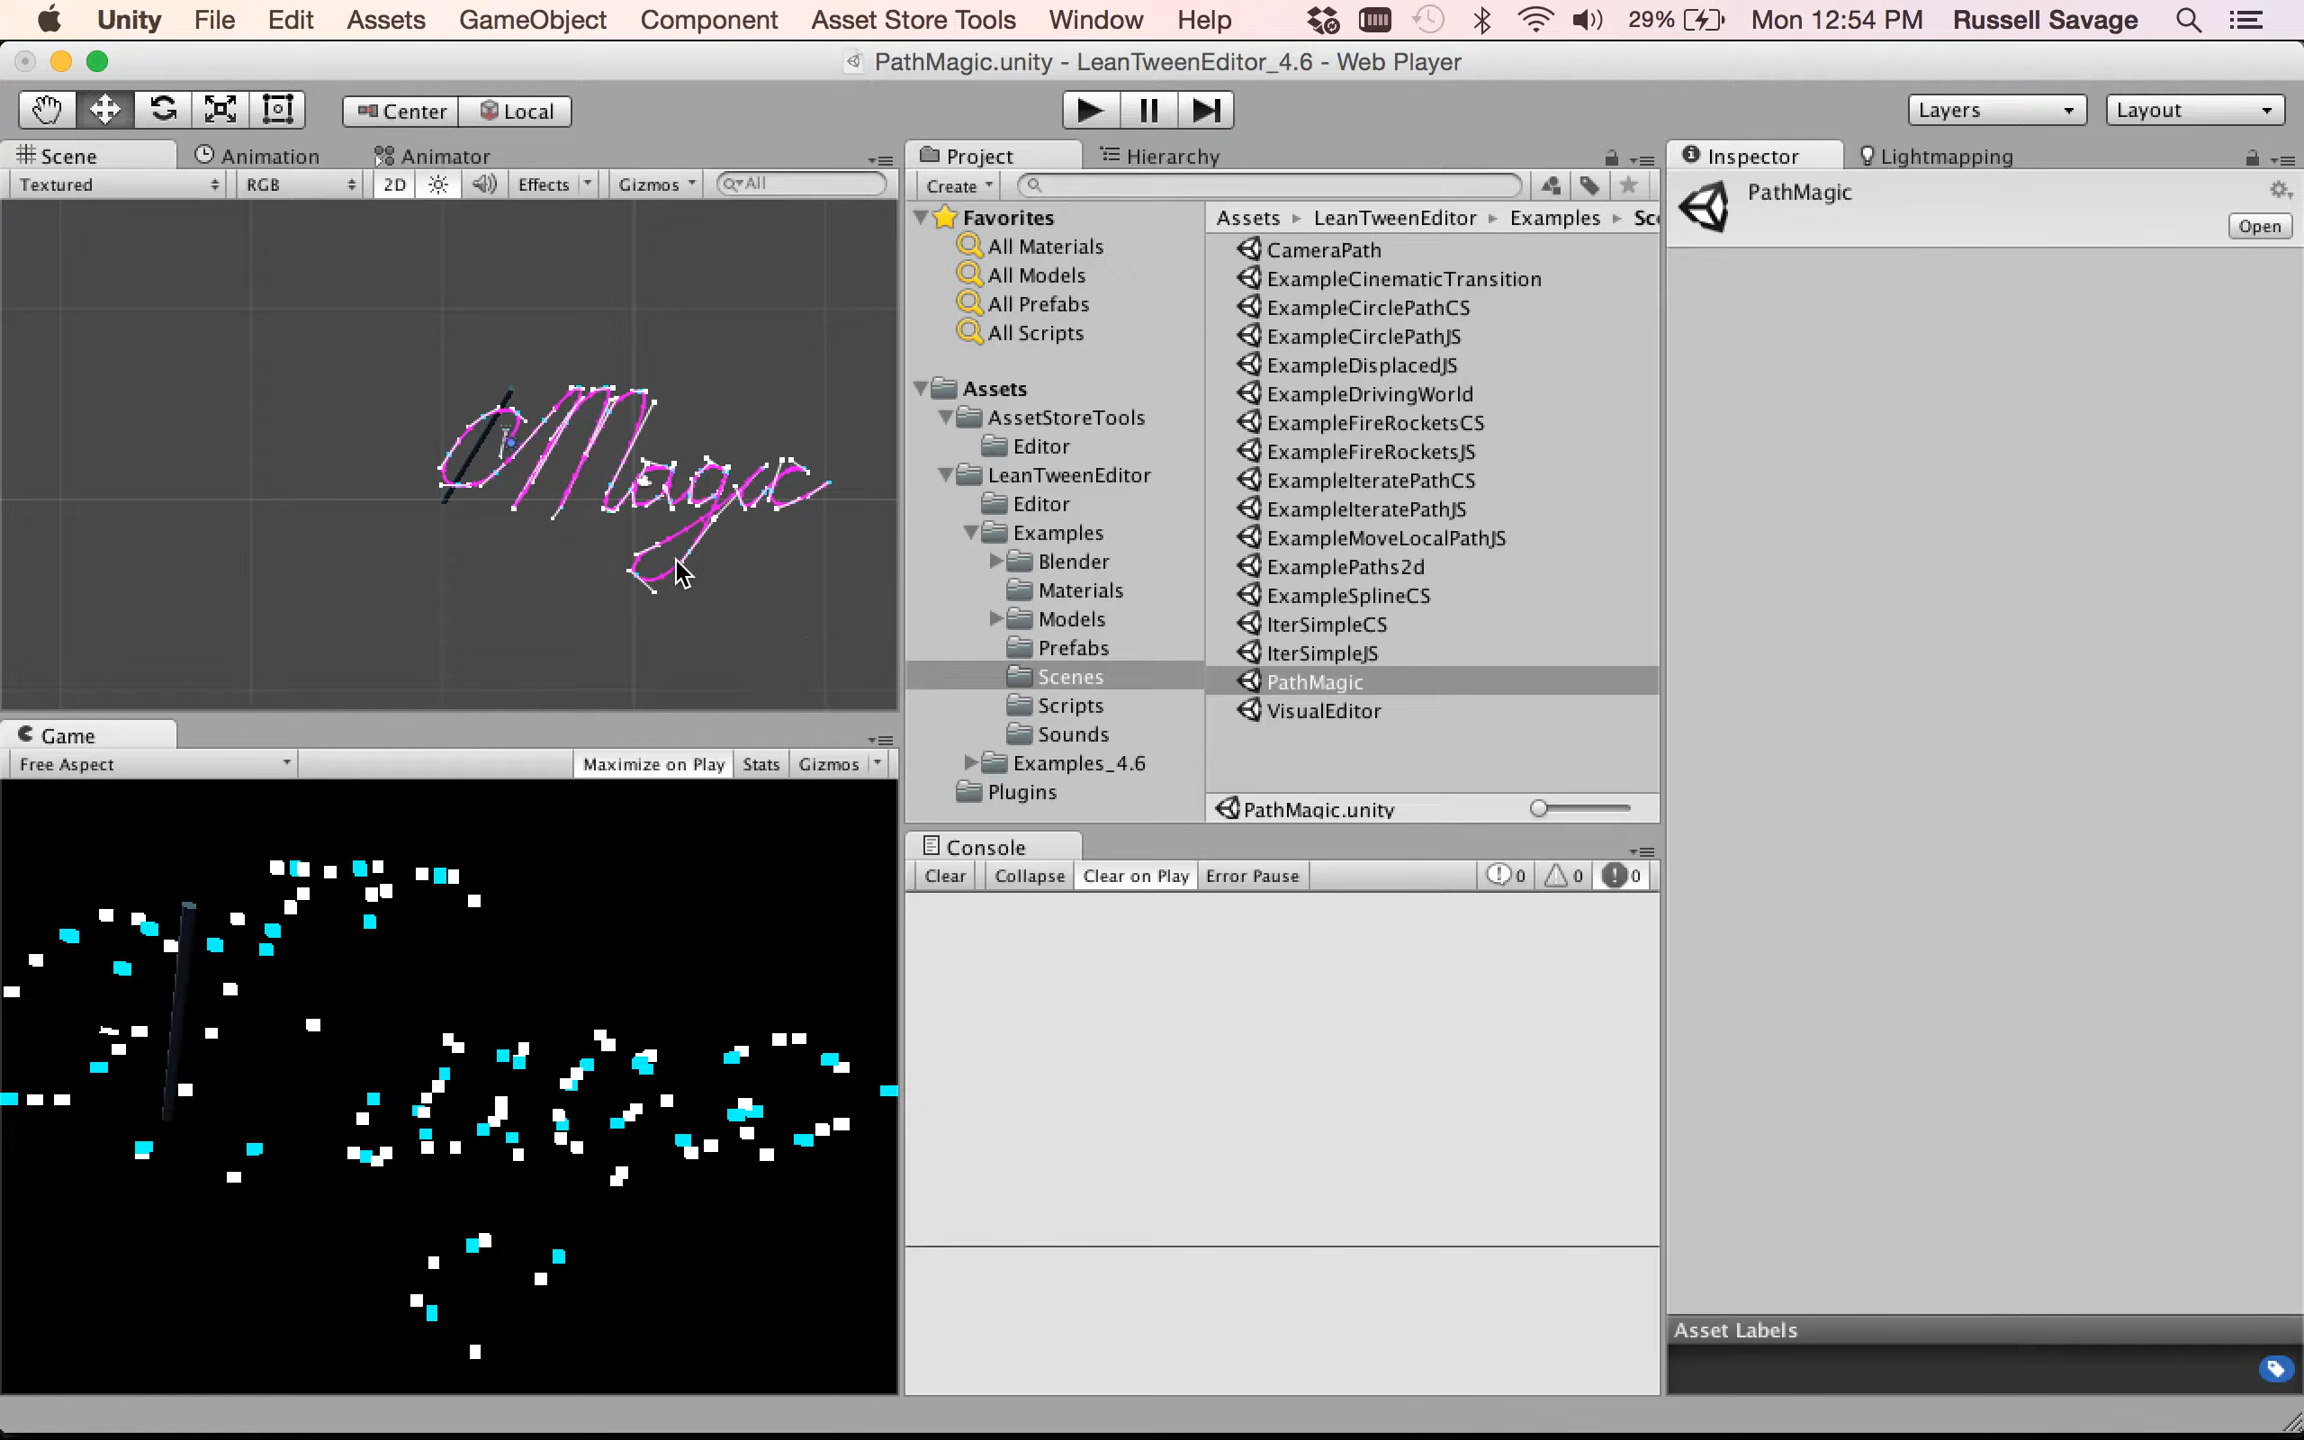 Unity File Edit Assets GameObject Component Asset Store Tools Window Help 29% Mon 12:54 PM Russell Savage
PathMagic.unity - LeanTweenEditor_4.6 - Web Player
Center Local Layers Layout
Scene Animation Animator
Textured RGB 2D Effects Gizmos All
Magic
Game
Free Aspect Maximize on Play Stats Gizmos
Project Hierarchy
Create
Favorites
All Materials
All Models
All Prefabs
All Scripts
Assets
AssetStoreTools
Editor
LeanTweenEditor
Editor
Examples
Blender
Materials
Models
Prefabs
Scenes
Scripts
Sounds
Examples_4.6
Plugins
Assets LeanTweenEditor Examples Sc
CameraPath
ExampleCinematicTransition
ExampleCirclePathCS
ExampleCirclePathJS
ExampleDisplacedJS
ExampleDrivingWorld
ExampleFireRocketsCS
ExampleFireRocketsJS
ExampleIteratePathCS
ExampleIteratePathJS
ExampleMoveLocalPathJS
ExamplePaths2d
ExampleSplineCS
IterSimpleCS
IterSimpleJS
PathMagic
VisualEditor
PathMagic.unity
Console
Clear Collapse Clear on Play Error Pause 0 0 0
Inspector Lightmapping
PathMagic
Open
Asset Labels